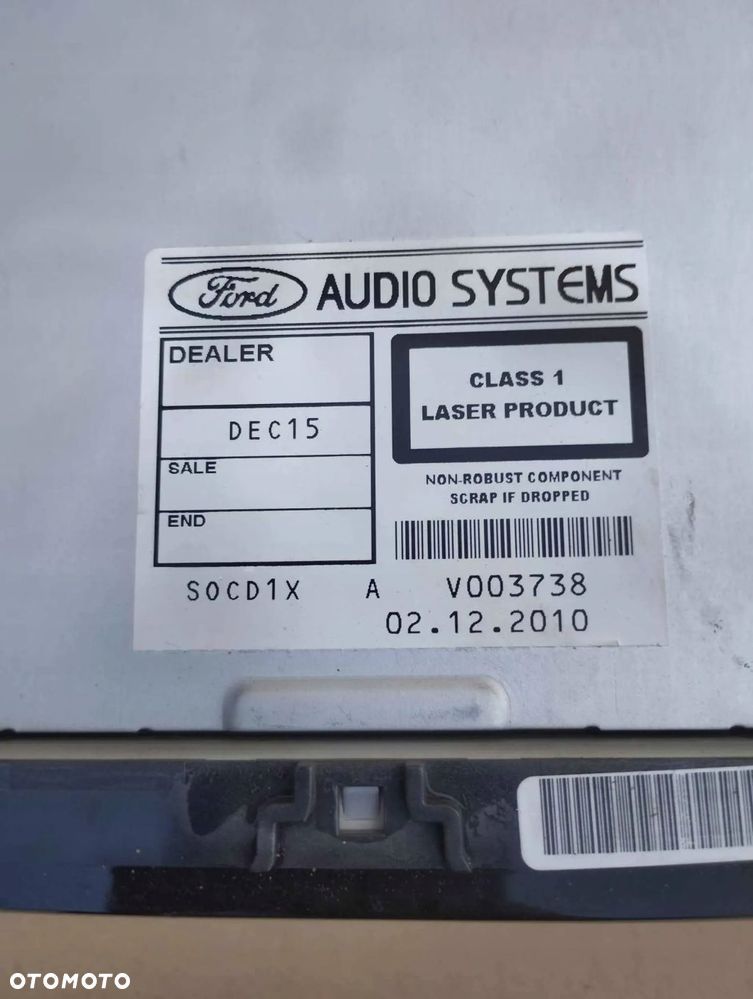 Ford AUDIO SYSTEMS
DEALER
DEC15
SALE
END
CLASS 1
LASER PRODUCT
NON-ROBUST COMPONENT
SCRAP IF DROPPED
SOCD1X A V003738
02.12.2010
OTOMOTO